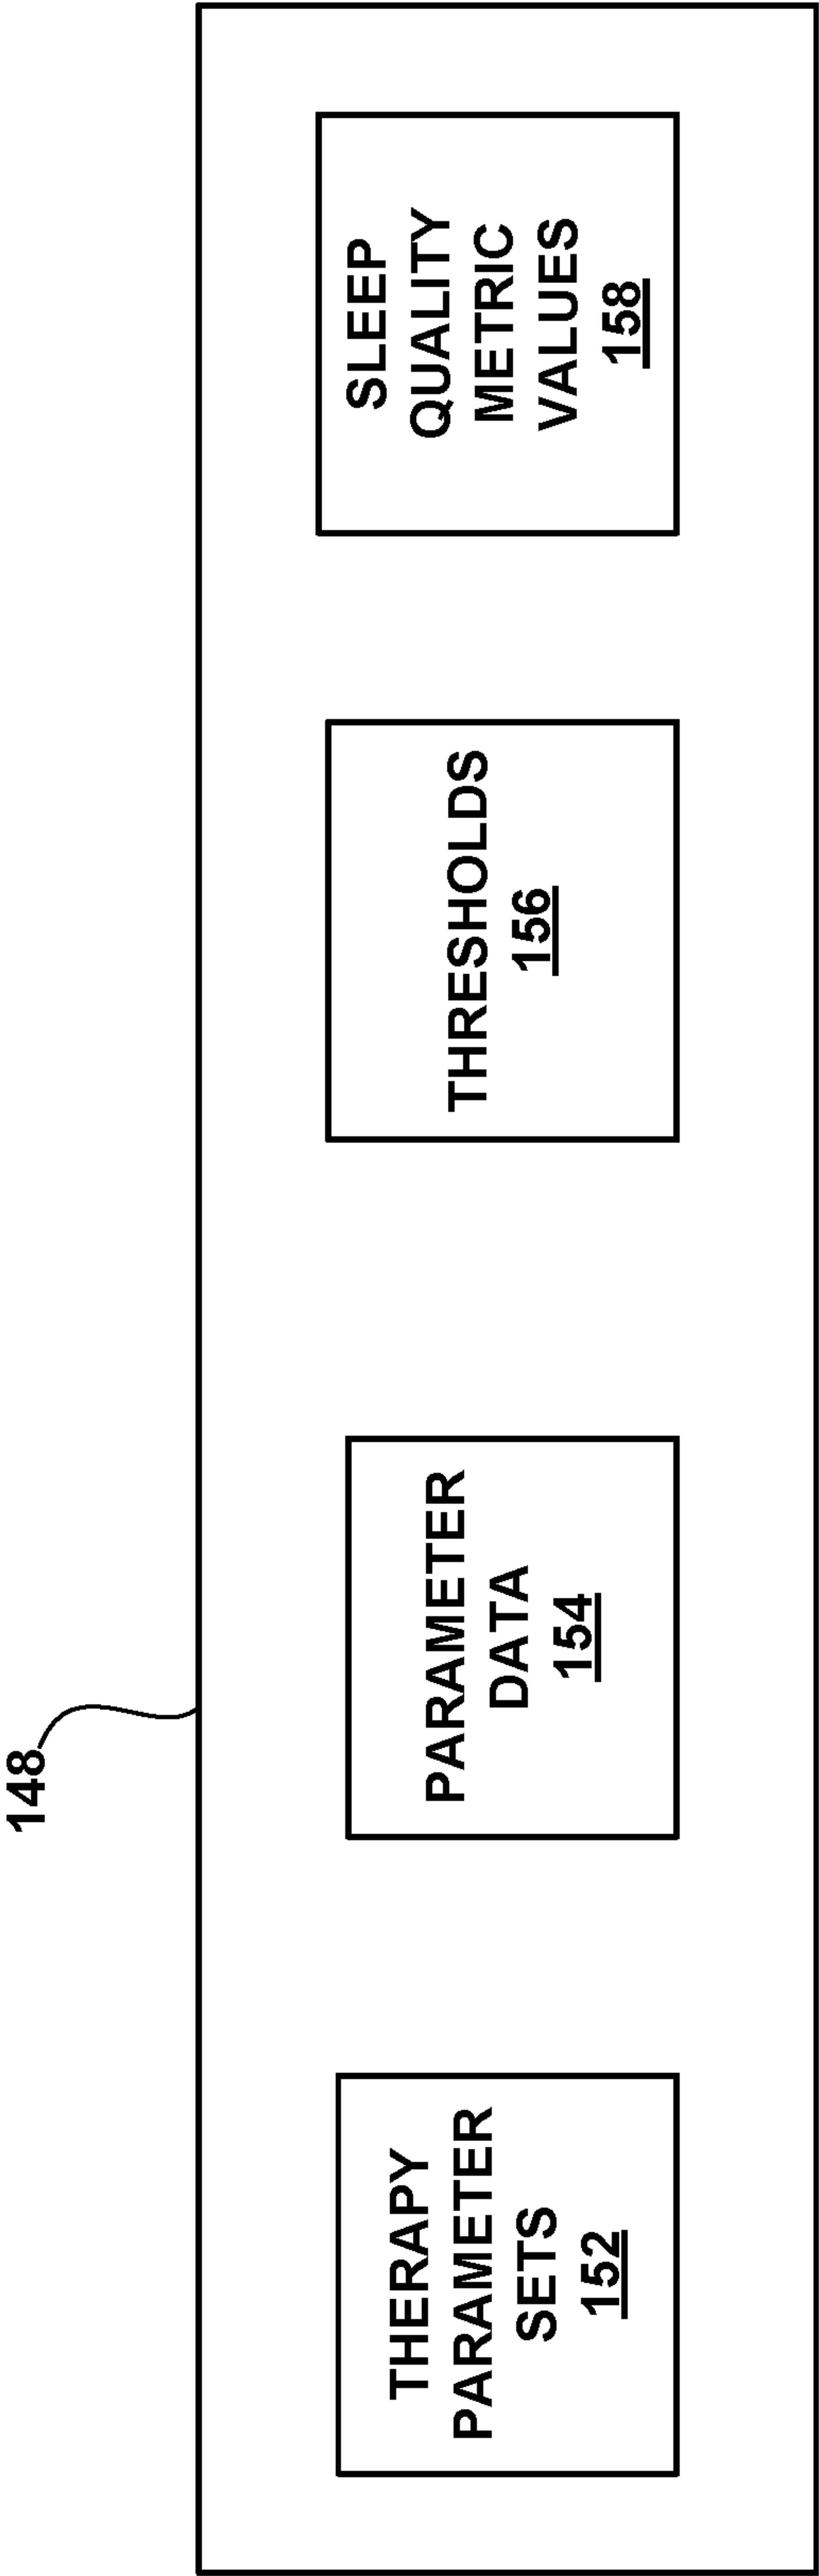 148
THERAPY
PARAMETER
SETS
152
PARAMETER
DATA
154
THRESHOLDS
156
SLEEP
QUALITY
METRIC
VALUES
158